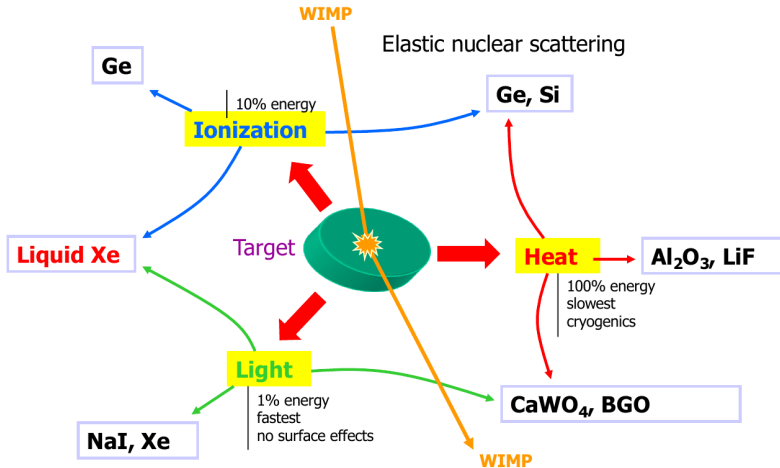 WIMP
Elastic nuclear scattering
Ge
10% energy
Ionization
Ge, Si
Target
Liquid Xe
Heat
Al₂O₃, LiF
100% energy
slowest
cryogenics
Light
1% energy
fastest
no surface effects
CaWO₄, BGO
NaI, Xe
WIMP